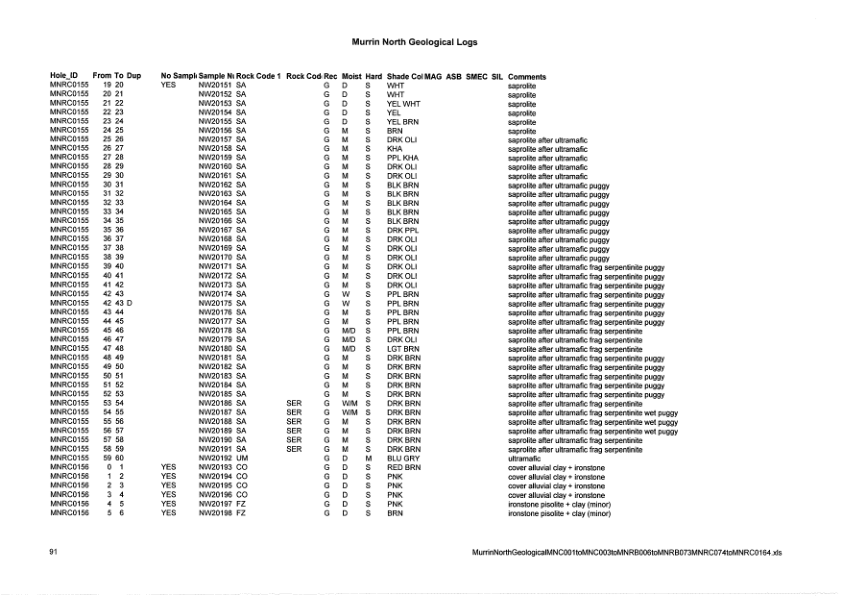 Murrin North Geological Logs
Hole_ID From To Dup No Sampl Sample N Rock Code 1 Rock Cod Rec Moist Hard Shade Col MAG ASB SMEC SIL Comments
MNRC0155 19 20 YES NW20151 SA G D S WHT saprolite
MNRC0155 20 21 NW20152 SA G D S WHT saprolite
MNRC0155 21 22 NW20153 SA G D S YEL WHT saprolite
MNRC0155 22 23 NW20154 SA G D S YEL saprolite
MNRC0155 23 24 NW20155 SA G D S YEL BRN saprolite
MNRC0155 24 25 NW20156 SA G M S BRN saprolite
MNRC0155 25 26 NW20157 SA G M S DRK OLI saprolite after ultramafic
MNRC0155 26 27 NW20158 SA G M S KHA saprolite after ultramafic
MNRC0155 27 28 NW20159 SA G M S PPL KHA saprolite after ultramafic
MNRC0155 28 29 NW20160 SA G M S DRK OLI saprolite after ultramafic
MNRC0155 29 30 NW20161 SA G M S DRK OLI saprolite after ultramafic
MNRC0155 30 31 NW20162 SA G M S BLK BRN saprolite after ultramafic puggy
MNRC0155 31 32 NW20163 SA G M S BLK BRN saprolite after ultramafic puggy
MNRC0155 32 33 NW20164 SA G M S BLK BRN saprolite after ultramafic puggy
MNRC0155 33 34 NW20165 SA G M S BLK BRN saprolite after ultramafic puggy
MNRC0155 34 35 NW20166 SA G M S BLK BRN saprolite after ultramafic puggy
MNRC0155 35 36 NW20167 SA G M S DRK PPL saprolite after ultramafic puggy
MNRC0155 36 37 NW20168 SA G M S DRK OLI saprolite after ultramafic puggy
MNRC0155 37 38 NW20169 SA G M S DRK OLI saprolite after ultramafic puggy
MNRC0155 38 39 NW20170 SA G M S DRK OLI saprolite after ultramafic puggy
MNRC0155 39 40 NW20171 SA G M S DRK OLI saprolite after ultramafic frag serpentinite puggy
MNRC0155 40 41 NW20172 SA G M S DRK OLI saprolite after ultramafic frag serpentinite puggy
MNRC0155 41 42 NW20173 SA G M S DRK OLI saprolite after ultramafic frag serpentinite puggy
MNRC0155 42 43 NW20174 SA G W S PPL BRN saprolite after ultramafic frag serpentinite puggy
MNRC0155 42 43 D NW20175 SA G W S PPL BRN saprolite after ultramafic frag serpentinite puggy
MNRC0155 43 44 NW20176 SA G M S PPL BRN saprolite after ultramafic frag serpentinite puggy
MNRC0155 44 45 NW20177 SA G M S PPL BRN saprolite after ultramafic frag serpentinite puggy
MNRC0155 45 46 NW20178 SA G M/D S PPL BRN saprolite after ultramafic frag serpentinite
MNRC0155 46 47 NW20179 SA G M/D S DRK OLI saprolite after ultramafic frag serpentinite
MNRC0155 47 48 NW20180 SA G M/D S LGT BRN saprolite after ultramafic frag serpentinite
MNRC0155 48 49 NW20181 SA G M S DRK BRN saprolite after ultramafic frag serpentinite puggy
MNRC0155 49 50 NW20182 SA G M S DRK BRN saprolite after ultramafic frag serpentinite puggy
MNRC0155 50 51 NW20183 SA G M S DRK BRN saprolite after ultramafic frag serpentinite puggy
MNRC0155 51 52 NW20184 SA G M S DRK BRN saprolite after ultramafic frag serpentinite puggy
MNRC0155 52 53 NW20185 SA G M S DRK BRN saprolite after ultramafic frag serpentinite puggy
MNRC0155 53 54 NW20186 SA SER G W/M S DRK BRN saprolite after ultramafic frag serpentinite
MNRC0155 54 55 NW20187 SA SER G W/M S DRK BRN saprolite after ultramafic frag serpentinite wet puggy
MNRC0155 55 56 NW20188 SA SER G M S DRK BRN saprolite after ultramafic frag serpentinite wet puggy
MNRC0155 56 57 NW20189 SA SER G M S DRK BRN saprolite after ultramafic frag serpentinite wet puggy
MNRC0155 57 58 NW20190 SA SER G M S DRK BRN saprolite after ultramafic frag serpentinite
MNRC0155 58 59 NW20191 SA SER G M S DRK BRN saprolite after ultramafic frag serpentinite
MNRC0155 59 60 NW20192 UM G D M BLU GRY ultramafic
MNRC0156 0 1 YES NW20193 CO G D S RED BRN cover alluvial clay + ironstone
MNRC0156 1 2 YES NW20194 CO G D S PNK cover alluvial clay + ironstone
MNRC0156 2 3 YES NW20195 CO G D S PNK cover alluvial clay + ironstone
MNRC0156 3 4 YES NW20196 CO G D S PNK cover alluvial clay + ironstone
MNRC0156 4 5 YES NW20197 FZ G D S PNK ironstone pisolite + clay (minor)
MNRC0156 5 6 YES NW20198 FZ G D S BRN ironstone pisolite + clay (minor)
91 MurrinNorthGeologicalMNC001toMNC003toMNRB006toMNRB073MNRC074toMNRC0164.xls